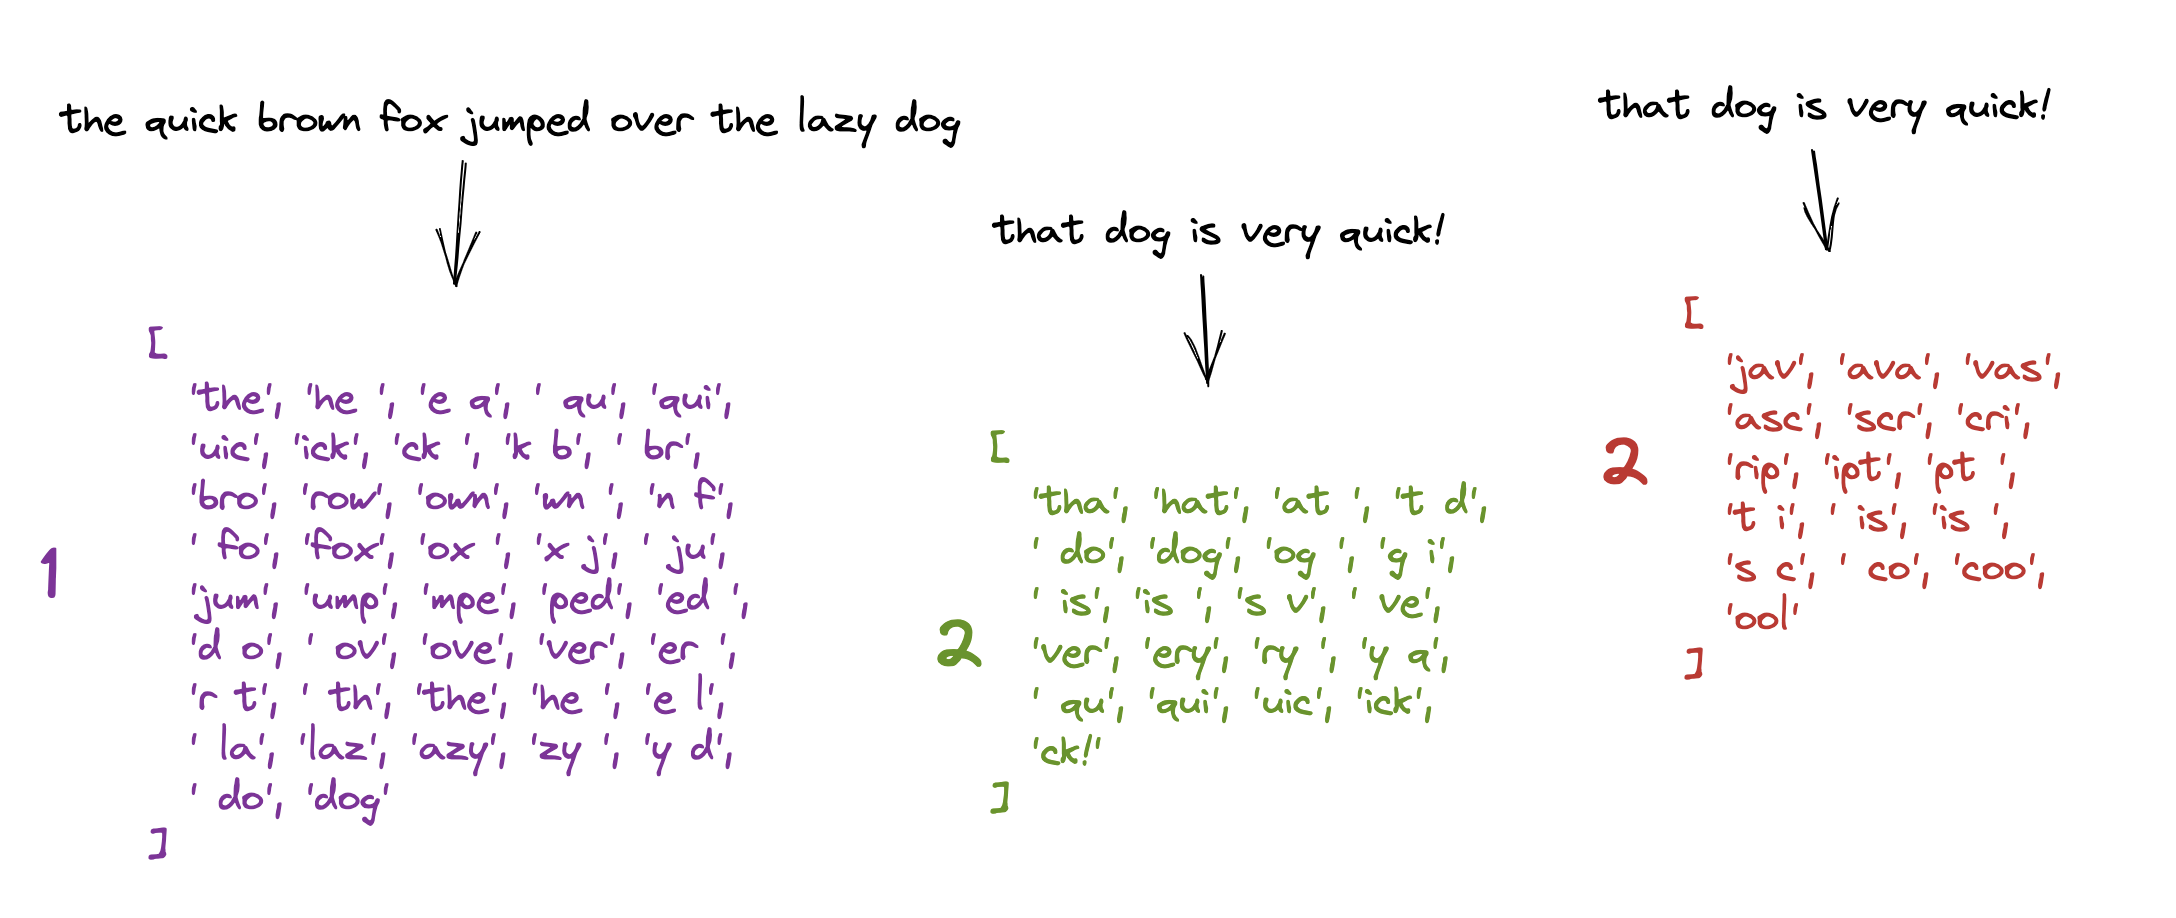 the quick brown fox jumped over the lazy dog
1
[
'the', 'he ', 'e q', ' qu', 'qui',
'uic', 'ick', 'ck ', 'k b', ' br',
'bro', 'row', 'own', 'wn ', 'n f',
' fo', 'fox', 'ox ', 'x j', ' ju',
'jum', 'ump', 'mpe', 'ped', 'ed ',
'd o', ' ov', 'ove', 'ver', 'er ',
'r t', ' th', 'the', 'he ', 'e l',
' la', 'laz', 'azy', 'zy ', 'y d',
' do', 'dog'
]
that dog is very quick!
2
[
'tha', 'hat', 'at ', 't d',
' do', 'dog', 'og ', 'g i',
' is', 'is ', 's v', ' ve',
'ver', 'ery', 'ry ', 'y q',
' qu', 'qui', 'uic', 'ick',
'ck!'
]
that dog is very quick!
2
[
'jav', 'ava', 'vas',
'asc', 'scr', 'cri',
'rip', 'ipt', 'pt ',
't i', ' is', 'is ',
's c', ' co', 'coo',
'ool'
]